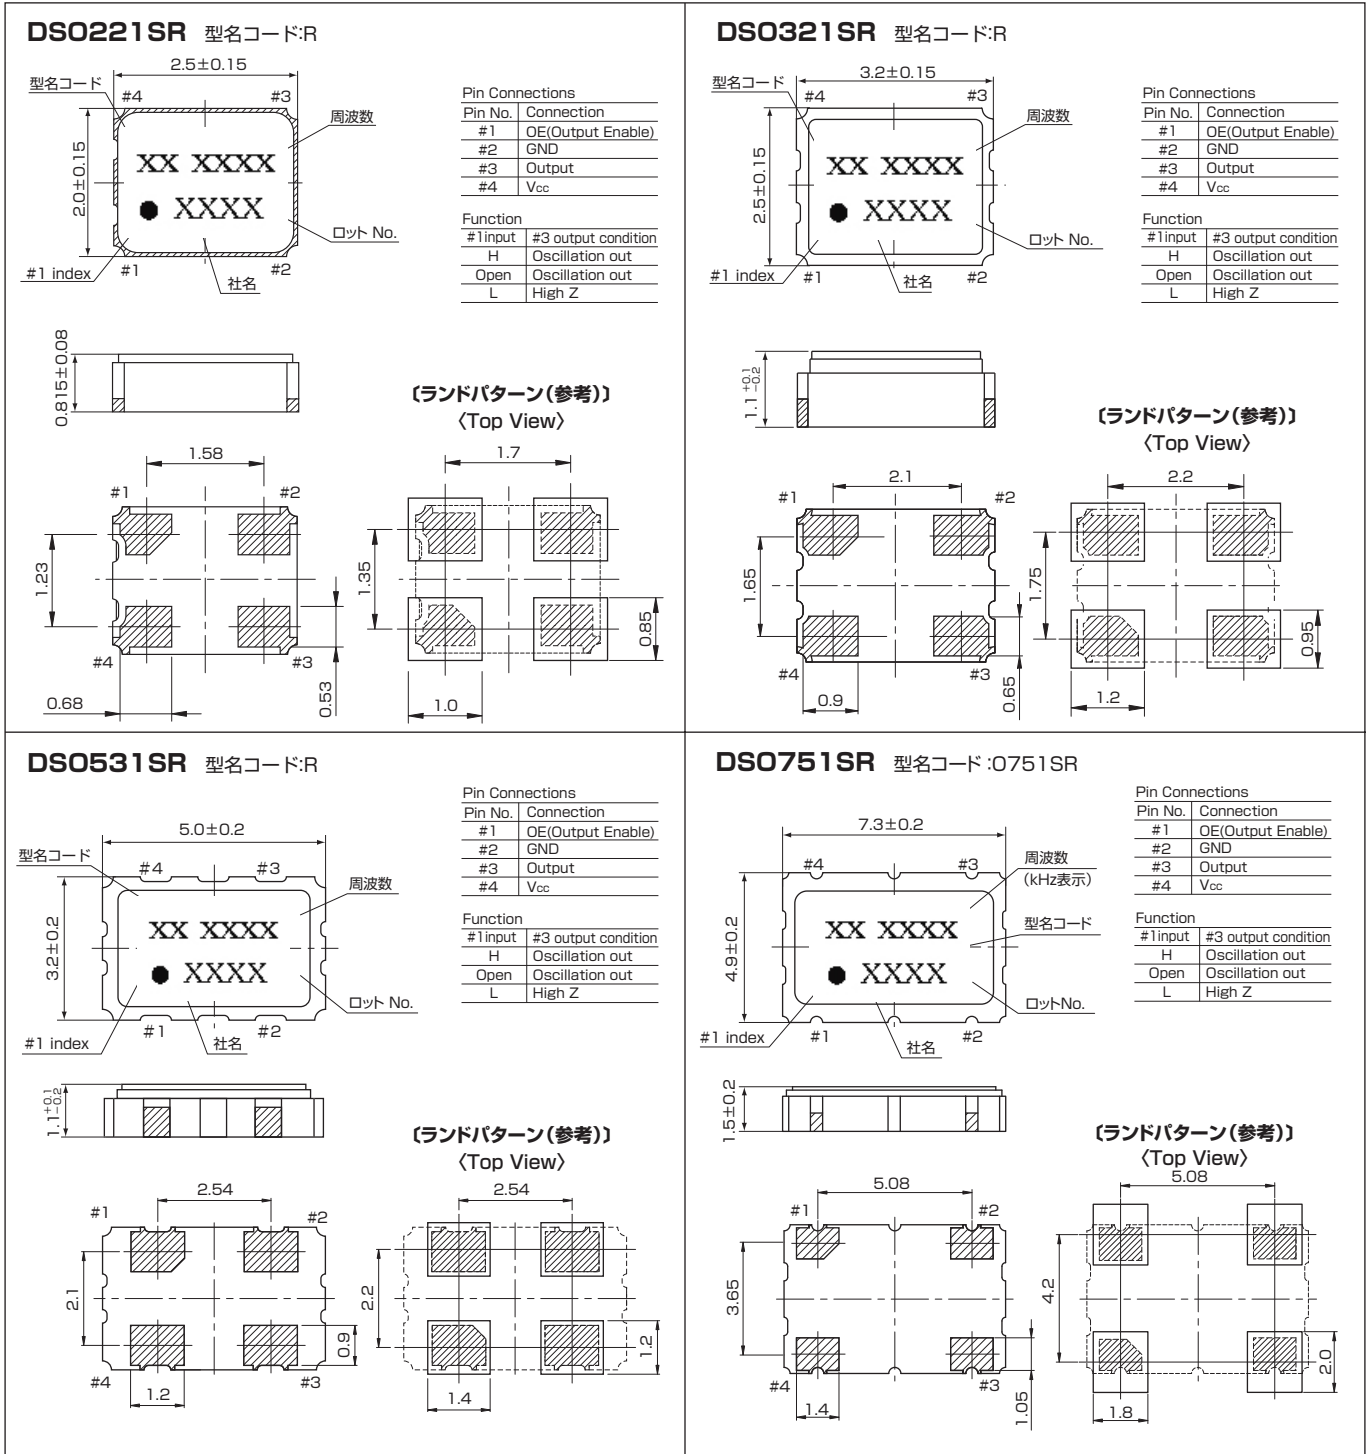 DSO221SR 型名コード:R
2.5±0.15
型名コード
#4
#3
周波数
XX XXXX
XXXX
2.0±0.15
ロット No.
#1 index
#1
#2
社名
Pin Connections
Pin No. Connection
#1 OE(Output Enable)
#2 GND
#3 Output
#4 Vcc
Function
#1input #3 output condition
H Oscillation out
Open Oscillation out
L High Z
0.815±0.08
〔ランドパターン(参考)〕
〈Top View〉
1.58
#1
#2
1.23
#4
#3
0.68
0.53
1.7
1.35
0.85
1.0
DSO321SR 型名コード:R
3.2±0.15
型名コード
#4
#3
周波数
XX XXXX
XXXX
2.5±0.15
ロット No.
#1 index
#1
#2
社名
Pin Connections
Pin No. Connection
#1 OE(Output Enable)
#2 GND
#3 Output
#4 Vcc
Function
#1input #3 output condition
H Oscillation out
Open Oscillation out
L High Z
1.1 +0.1 -0.2
〔ランドパターン(参考)〕
〈Top View〉
2.1
#1
#2
1.65
#4
#3
0.9
0.65
2.2
1.75
0.95
1.2
DSO531SR 型名コード:R
5.0±0.2
型名コード
#4
#3
周波数
XX XXXX
XXXX
3.2±0.2
ロット No.
#1 index
#1
#2
社名
Pin Connections
Pin No. Connection
#1 OE(Output Enable)
#2 GND
#3 Output
#4 Vcc
Function
#1input #3 output condition
H Oscillation out
Open Oscillation out
L High Z
1.1 +0.1 -0.2
〔ランドパターン(参考)〕
〈Top View〉
2.54
#1
#2
2.1
0.9
#4
#3
1.2
2.54
2.2
1.2
1.4
DSO751SR 型名コード:0751SR
7.3±0.2
#4
#3
周波数
(kHz表示)
型名コード
XX XXXX
XXXX
4.9±0.2
ロットNo.
#1 index
#1
#2
社名
Pin Connections
Pin No. Connection
#1 OE(Output Enable)
#2 GND
#3 Output
#4 Vcc
Function
#1input #3 output condition
H Oscillation out
Open Oscillation out
L High Z
1.5±0.2
〔ランドパターン(参考)〕
〈Top View〉
5.08
#1
#2
3.65
#4
#3
1.4
1.05
5.08
4.2
2.0
1.8